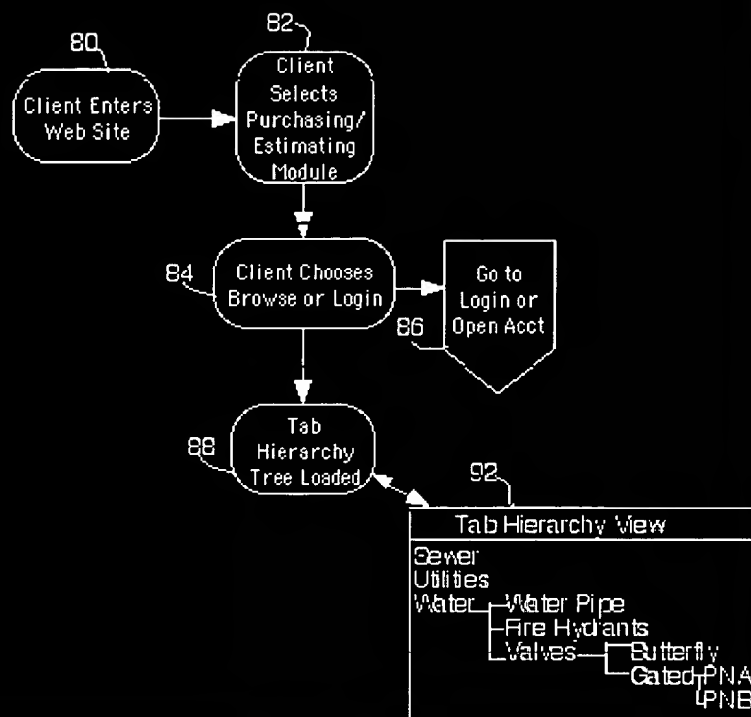 80
Client Enters
Web Site
82
Client
Selects
Purchasing/
Estimating
Module
84
Client Chooses
Browse or Login
Go to
Login or
Open Acct
86
88
Tab
Hierarchy
Tree Loaded
92
Tab Hierarchy View
Sewer
Utilities
Water Water Pipe
Fire Hydrants
Valves Butterfly
Gated PNA
PNB